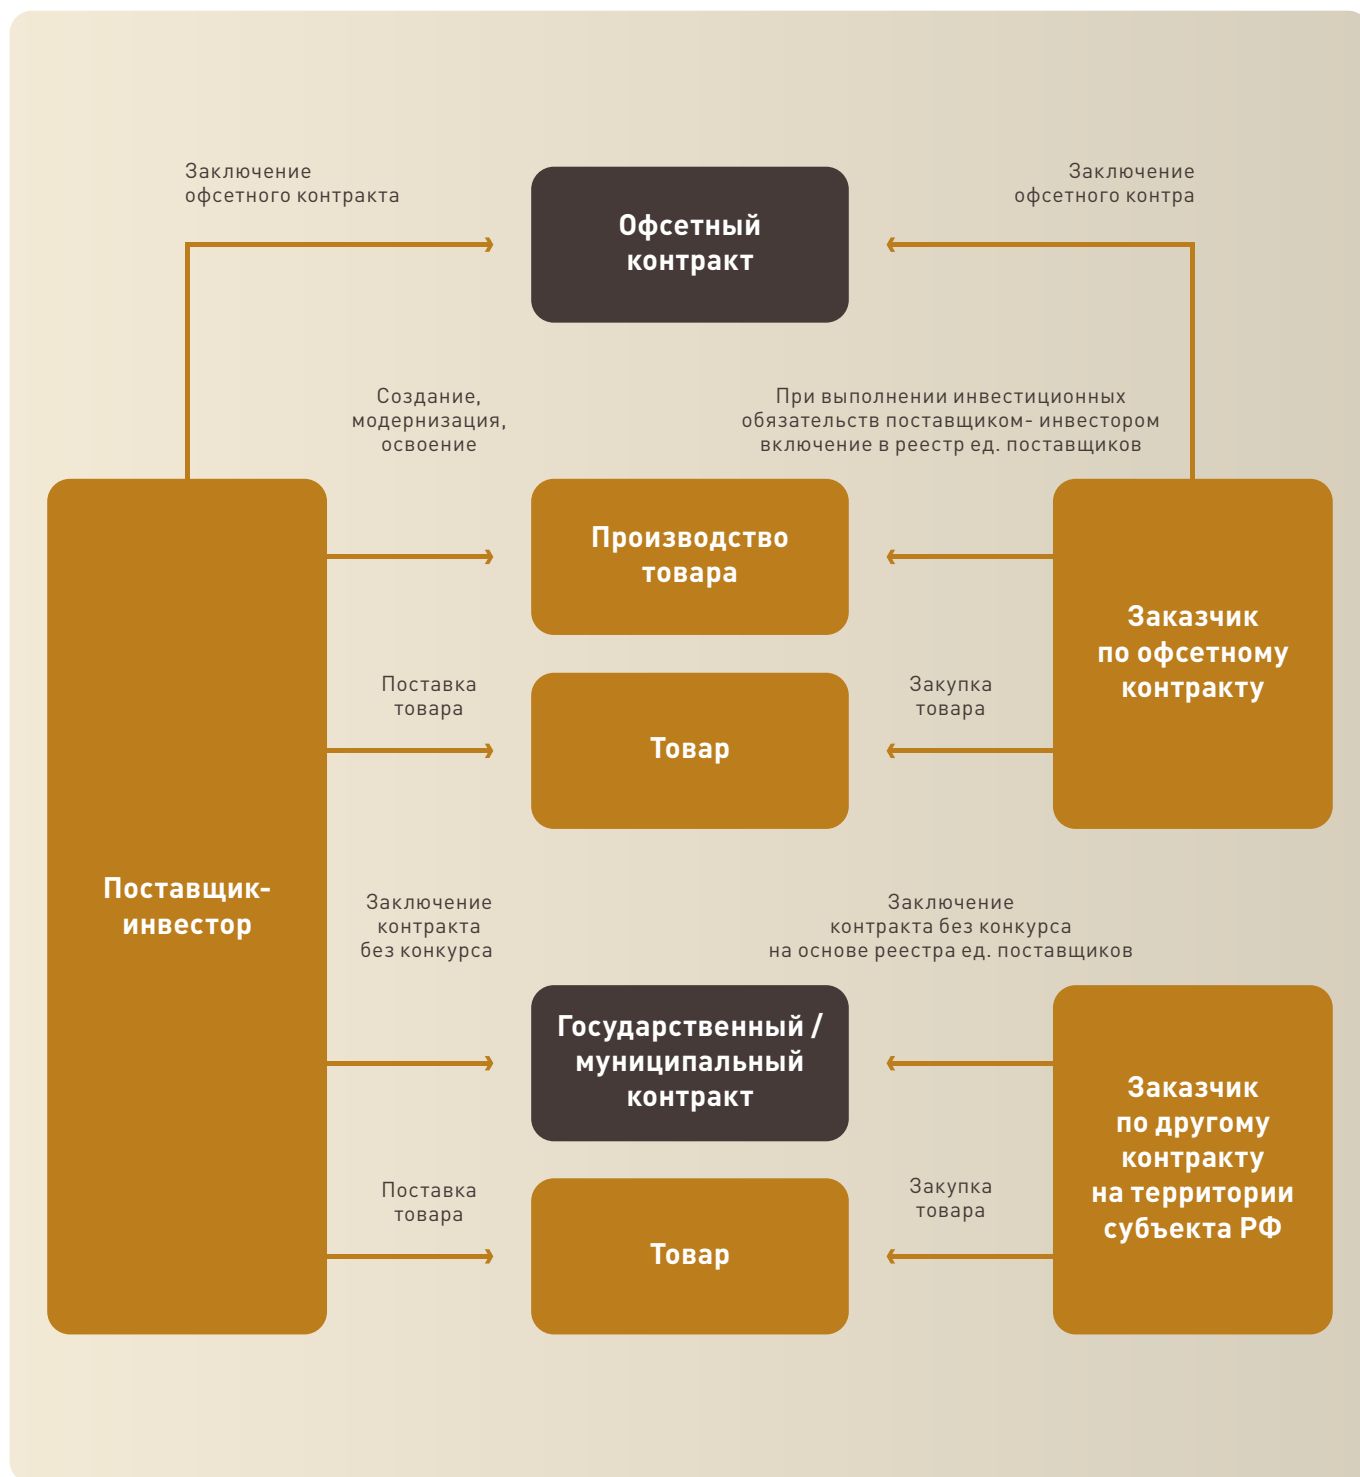 Заключение
офсетного контракта
Офсетный
контракт
Заключение
офсетного контра
Создание,
модернизация,
освоение
При выполнении инвестиционных
обязательств поставщиком- инвестором
включение в реестр ед. поставщиков
Производство
товара
Заказчик
по офсетному
контракту
Поставка
товара
Товар
Закупка
товара
Поставщик-
инвестор
Заключение
контракта
без конкурса
Заключение
контракта без конкурса
на основе реестра ед. поставщиков
Государственный /
муниципальный
контракт
Заказчик
по другому
контракту
на территории
субъекта РФ
Поставка
товара
Товар
Закупка
товара